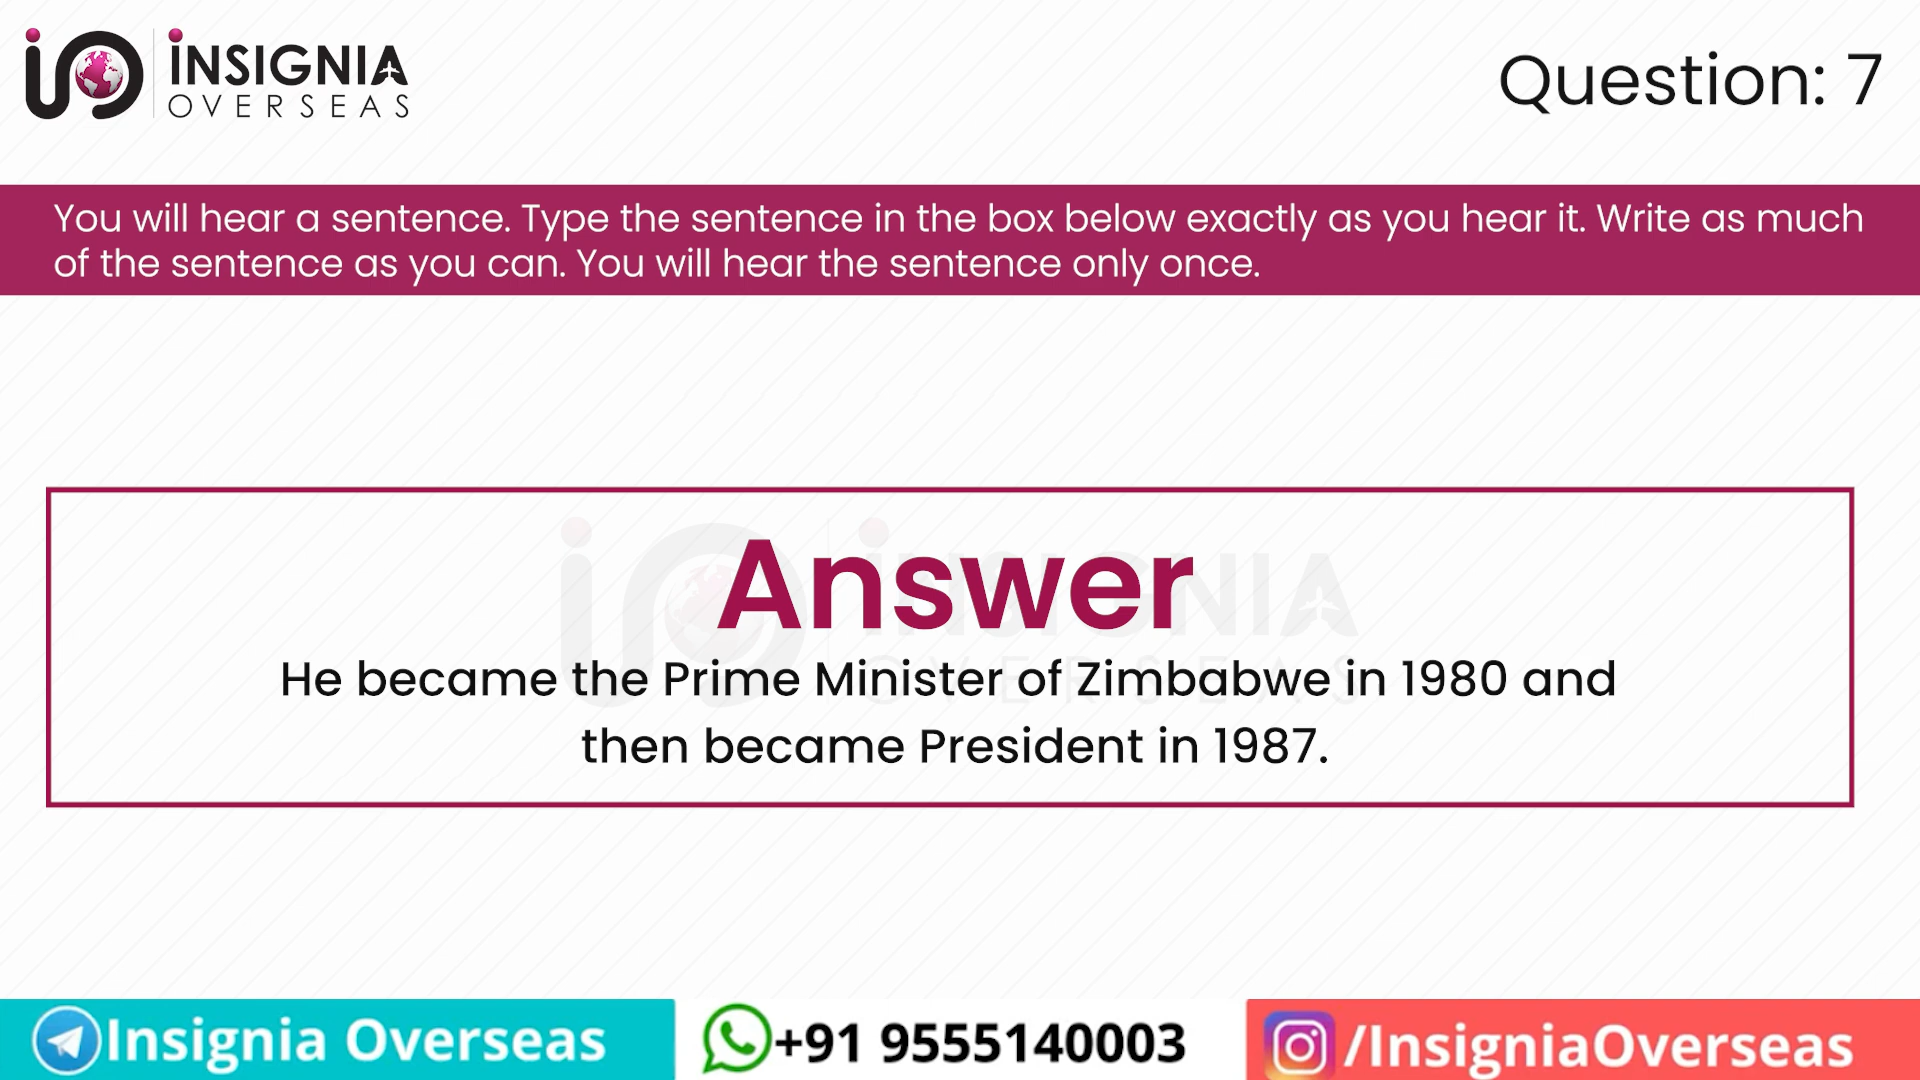 INSIGNIA
OVERSEAS
Question: 7
You will hear a sentence. Type the sentence in the box below exactly as you hear it. Write as much
of the sentence as you can. You will hear the sentence only once.
INSIGNIA
OVERSEAS
Answer
He became the Prime Minister of Zimbabwe in 1980 and
then became President in 1987.
Insignia Overseas
+91 9555140003
/InsigniaOverseas